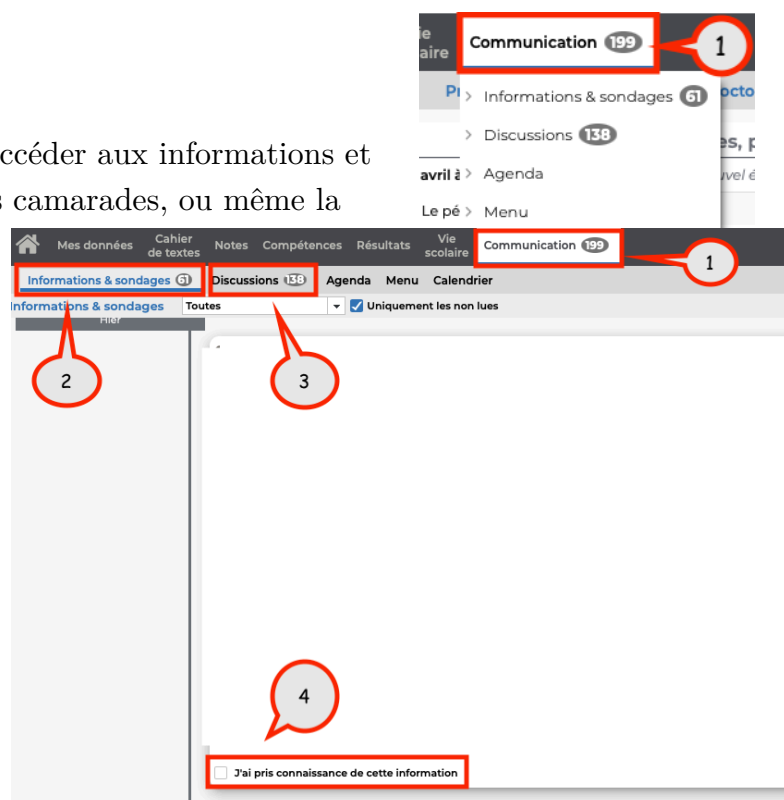 Communication 199
1
Informations & sondages 61
Discussions 138
Agenda
Menu
accéder aux informations et
camarades, ou même la
avril à
Le pé
Mes données Cahier de textes Notes Compétences Résultats Vie scolaire Communication 199
1
Informations & sondages 61 Discussions 138 Agenda Menu Calendrier
Informations & sondages Toutes Uniquement les non lues
Hier
2
3
4
J'ai pris connaissance de cette information